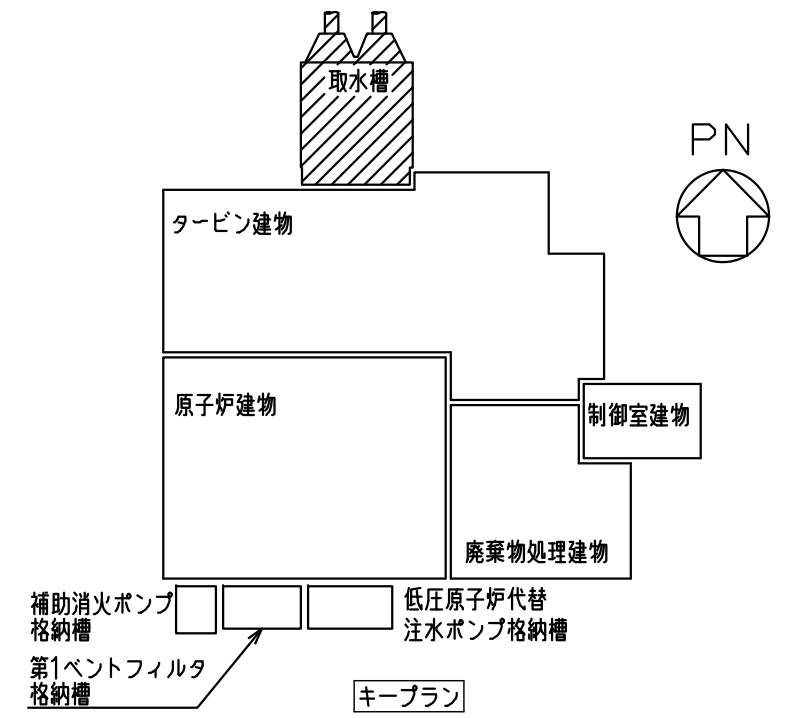 取水槽
PN
タービン建物
原子炉建物
制御室建物
廃棄物処理建物
補助消火ポンプ
格納槽
低圧原子炉代替
注水ポンプ格納槽
第1ベントフィルタ
格納槽
キープラン